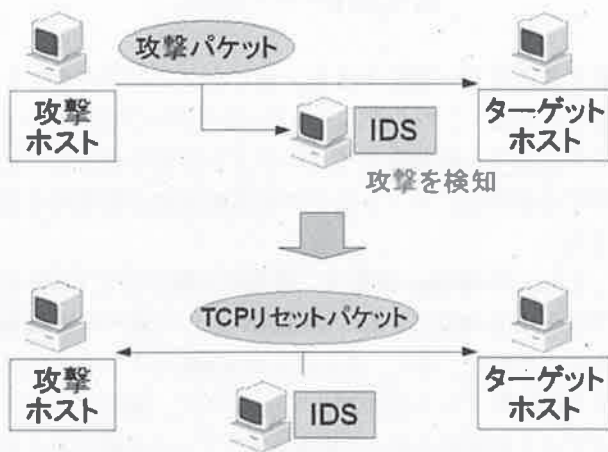 攻撃パケット
攻撃
ホスト
IDS
ターゲット
ホスト
攻撃を検知
TCPリセットパケット
攻撃
ホスト
IDS
ターゲット
ホスト